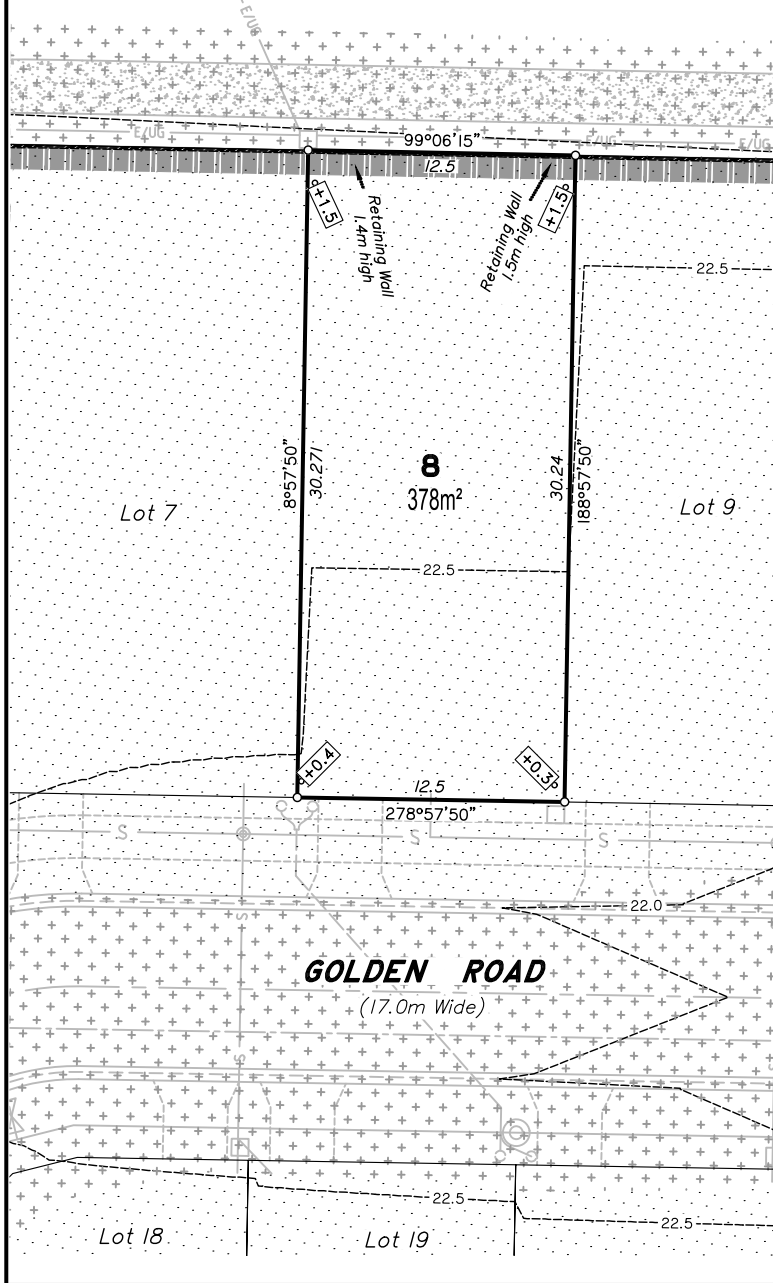 E/UG
E/UG
99°06'15"
E/UG
E/UG
12.5
+1.5
+1.5
Retaining Wall
1.4m high
Retaining Wall
1.5m high
22.5
8°57'50"
30.271
8
378m²
30.24
188°57'50"
Lot 7
Lot 9
22.5
+0.4
+0.3
12.5
278°57'50"
S
S
S
S
22.0
GOLDEN ROAD
(17.0m Wide)
S
22.5
22.5
Lot 18
Lot 19